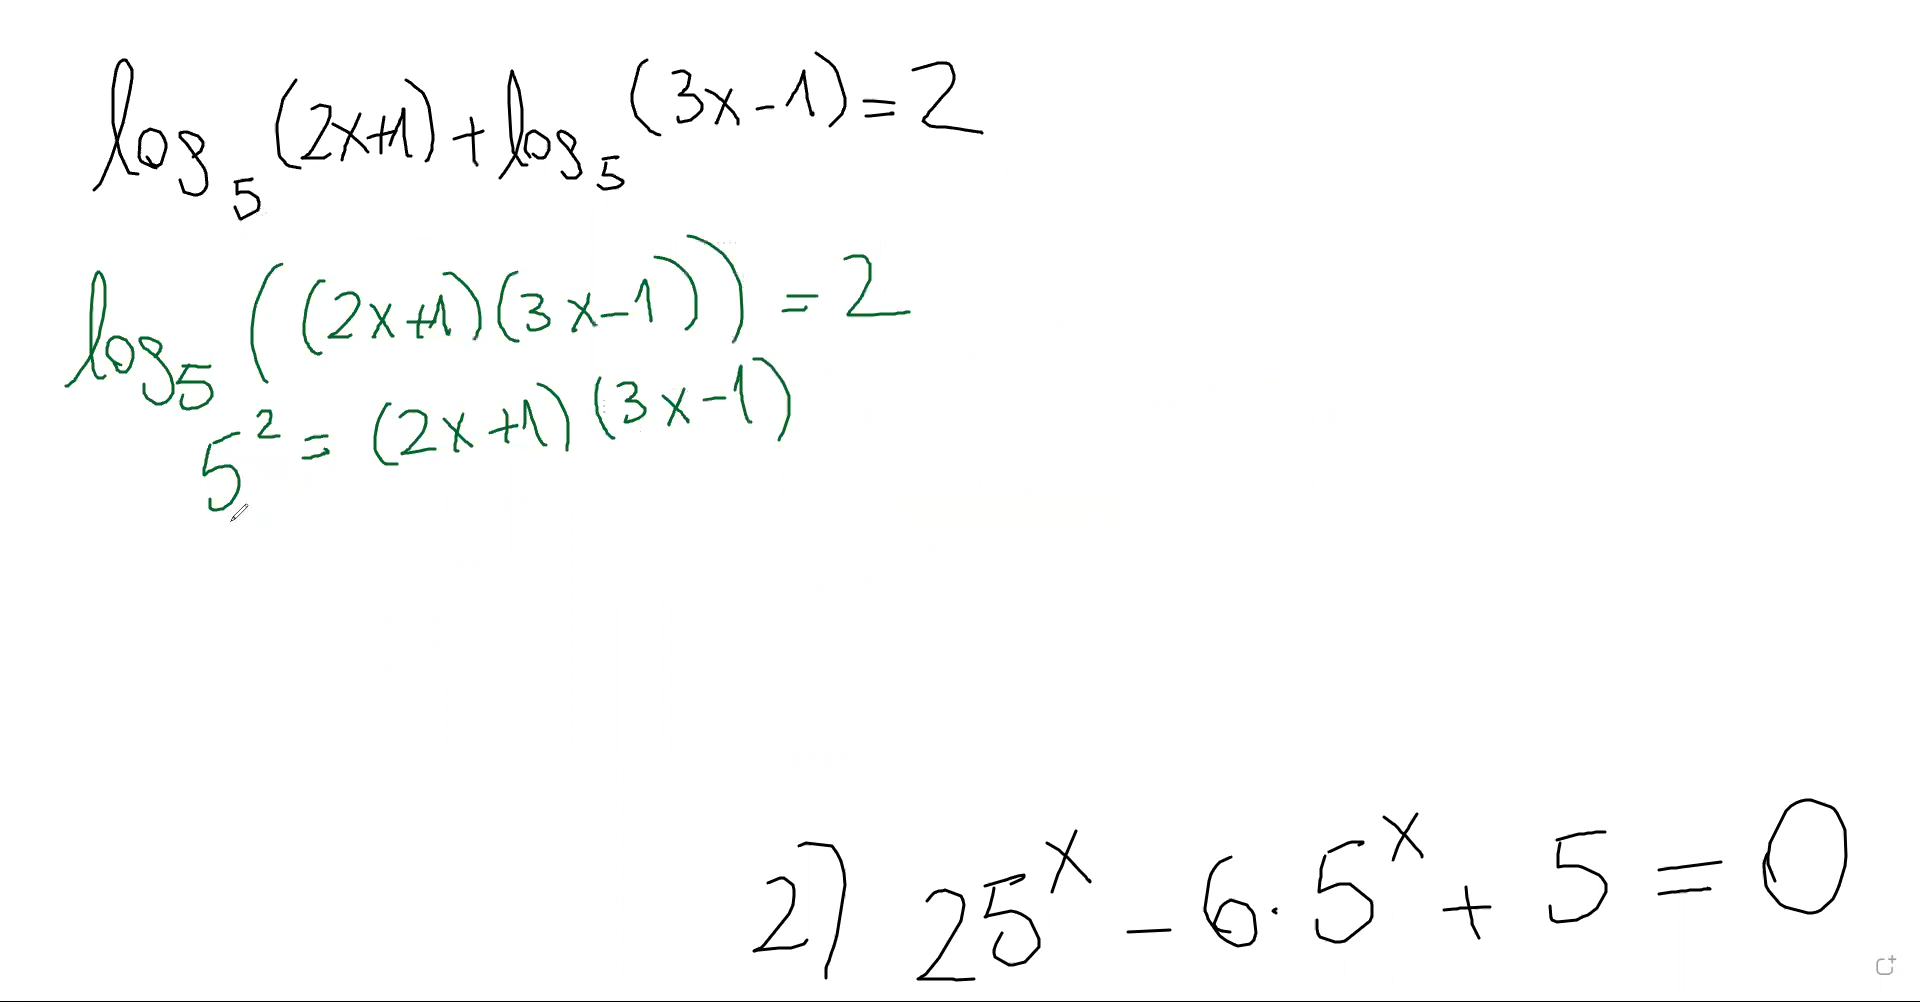 log₅(2x+1)+log₅(3x-1)=2
log₅((2x+1)(3x-1))=2
5²=(2x+1)(3x-1)
2) 25ˣ-6·5ˣ+5=0